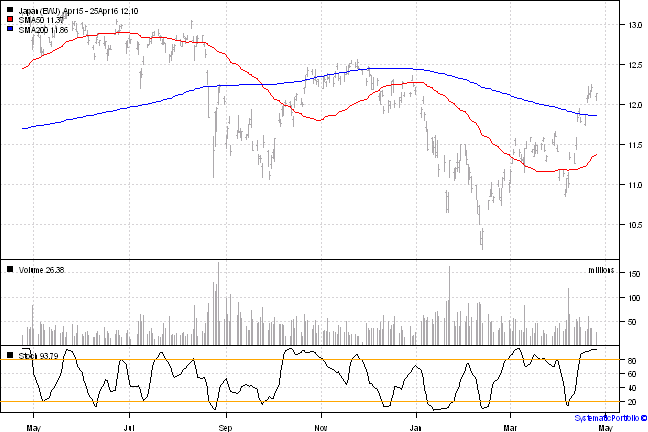 Japan (EWJ) Apr15 - 25Apr16 12.10
SMA50 11.37
SMA200 11.86
13.0
12.5
12.0
11.5
11.0
10.5
Volume 26.38
millions
150
100
50
Stoch 93.79
80
60
40
20
May Jul Sep Nov Jan Mar May
SystematicPortfolio ©